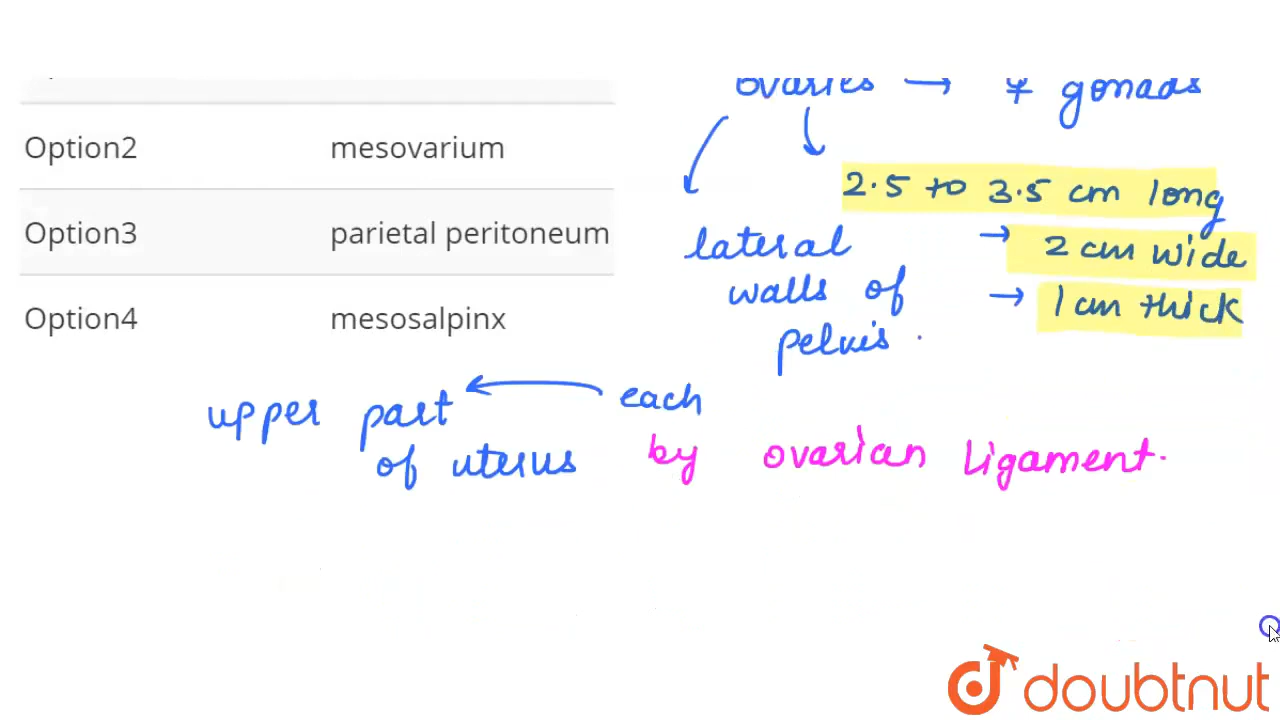 ovaries → ♀ gonads
Option2 mesovarium
2.5 to 3.5 cm long
Option3 parietal peritoneum
lateral → 2 cm wide
walls of → 1 cm thick
Option4 mesosalpinx
pelvis .
upper part ← each
of uterus by ovarian ligament.
doubtnut